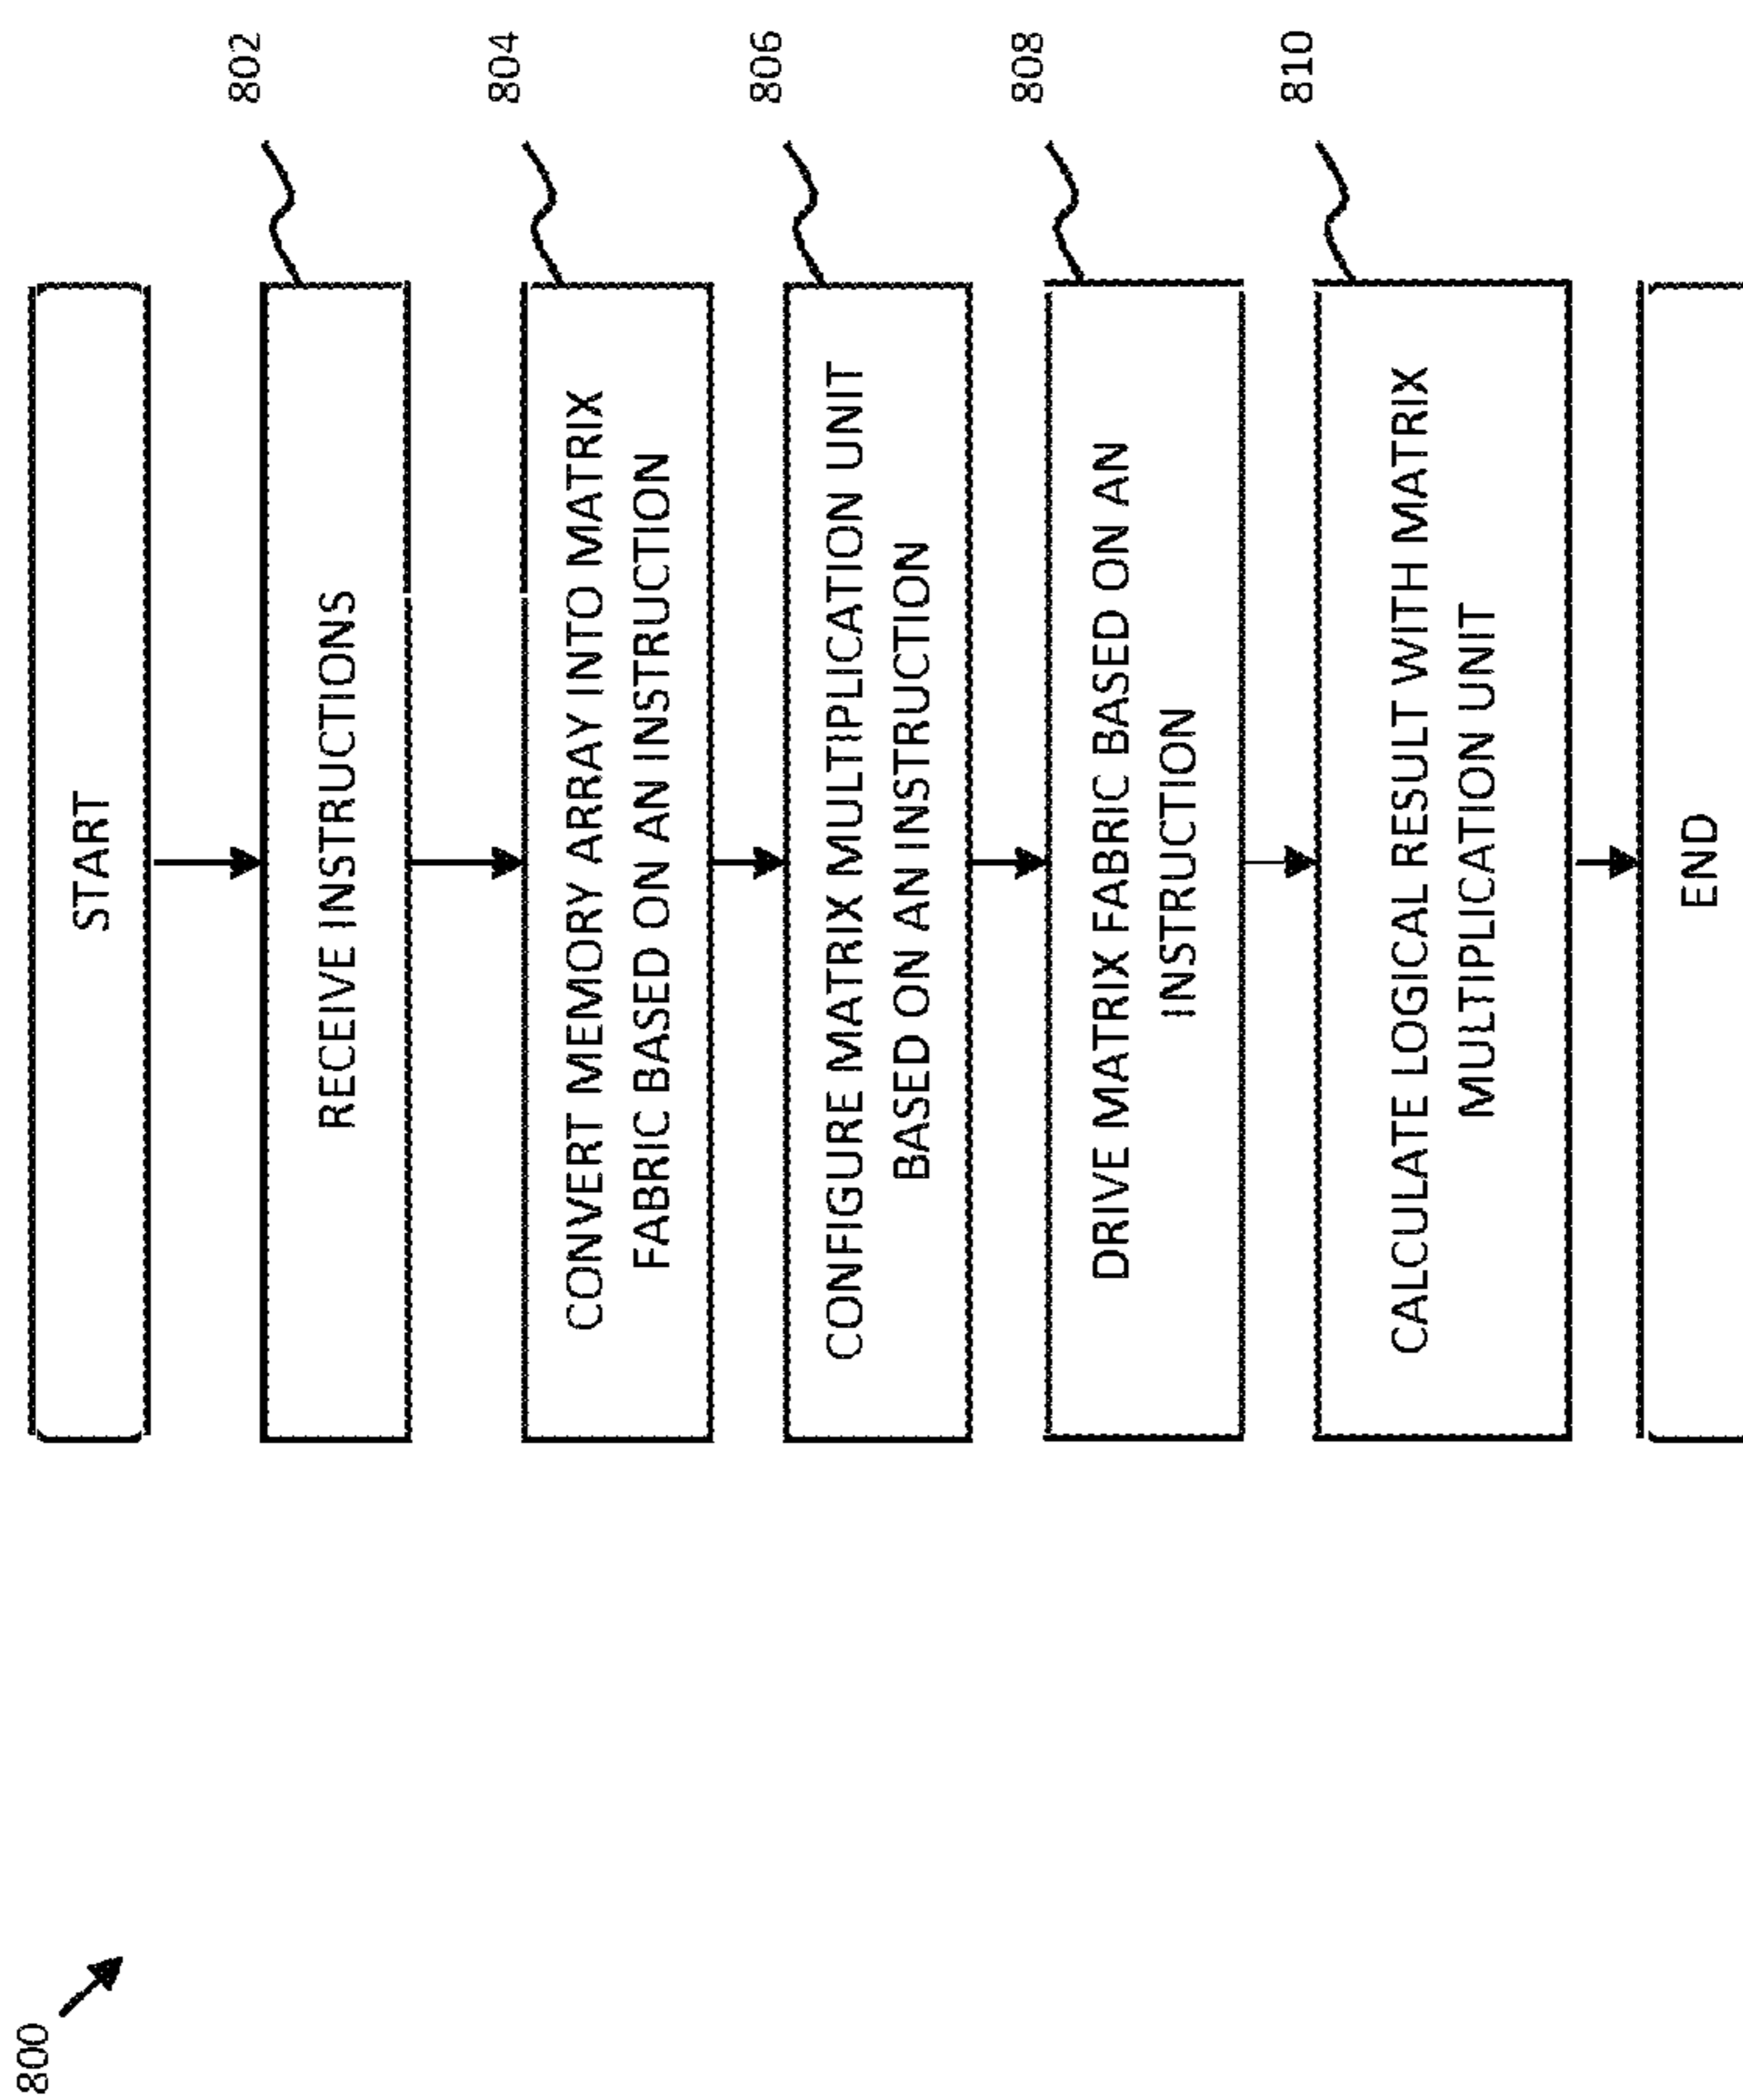 800
START
802
RECEIVE INSTRUCTIONS
804
CONVERT MEMORY ARRAY INTO MATRIX
FABRIC BASED ON AN INSTRUCTION
806
CONFIGURE MATRIX MULTIPLICATION UNIT
BASED ON AN INSTRUCTION
808
DRIVE MATRIX FABRIC BASED ON AN
INSTRUCTION
810
CALCULATE LOGICAL RESULT WITH MATRIX
MULTIPLICATION UNIT
END